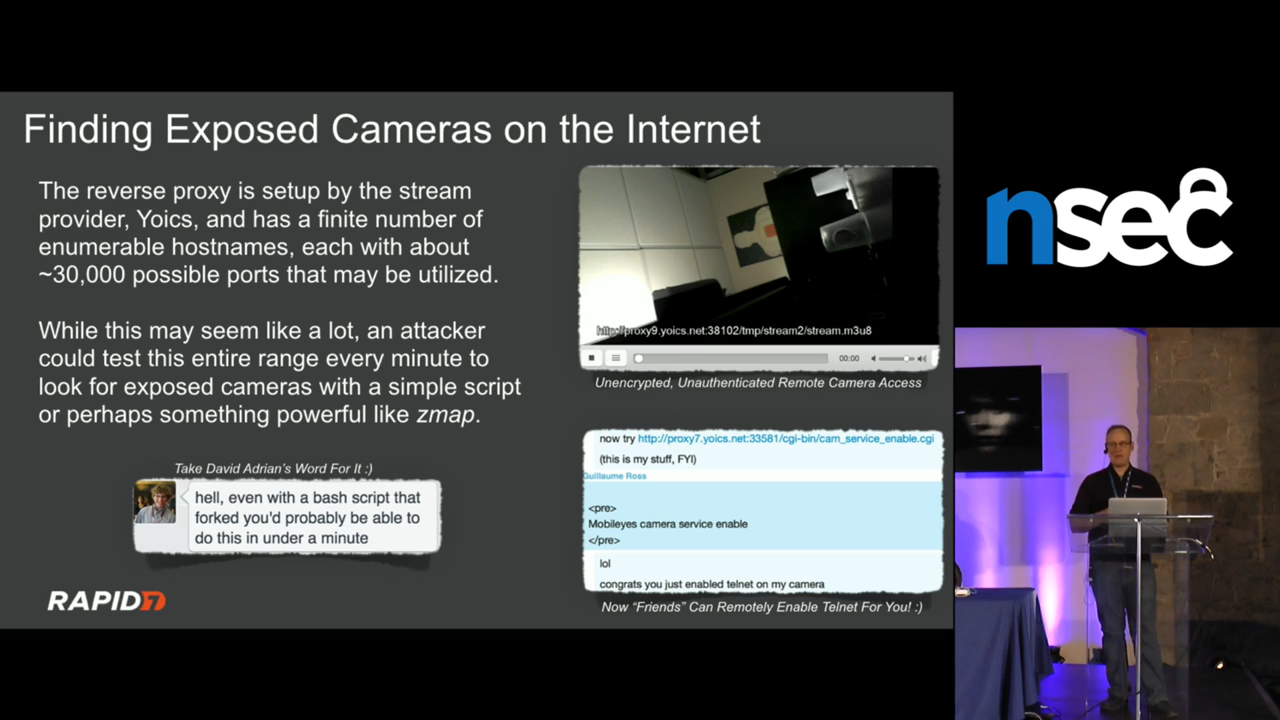 Finding Exposed Cameras on the Internet
The reverse proxy is setup by the stream
provider, Yoics, and has a finite number of
enumerable hostnames, each with about
~30,000 possible ports that may be utilized.
While this may seem like a lot, an attacker
could test this entire range every minute to
look for exposed cameras with a simple script
or perhaps something powerful like zmap.
Take David Adrian's Word For It :)
hell, even with a bash script that
forked you'd probably be able to
do this in under a minute
RAPID7
http://proxy9.yoics.net:38102/tmp/stream2/stream.m3u8
00:00
Unencrypted, Unauthenticated Remote Camera Access
now try http://proxy7.yoics.net:33581/cgi-bin/cam_service_enable.cgi
(this is my stuff, FYI)
Guillaume Ross
<pre>
Mobileyes camera service enable
</pre>
lol
congrats you just enabled telnet on my camera
Now “Friends” Can Remotely Enable Telnet For You! :)
nsec